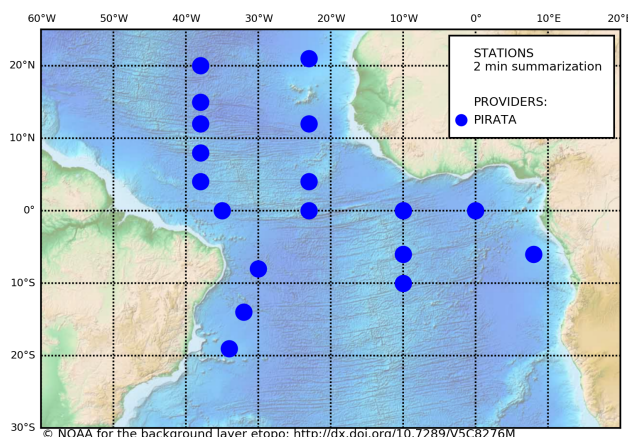 60°W 50°W 40°W 30°W 20°W 10°W 0° 10°E 20°E
STATIONS
2 min summarization
PROVIDERS:
PIRATA
20°N
10°N
0°
10°S
20°S
30°S
© NOAA for the background layer etopo: http://dx.doi.org/10.7289/V5C8276M